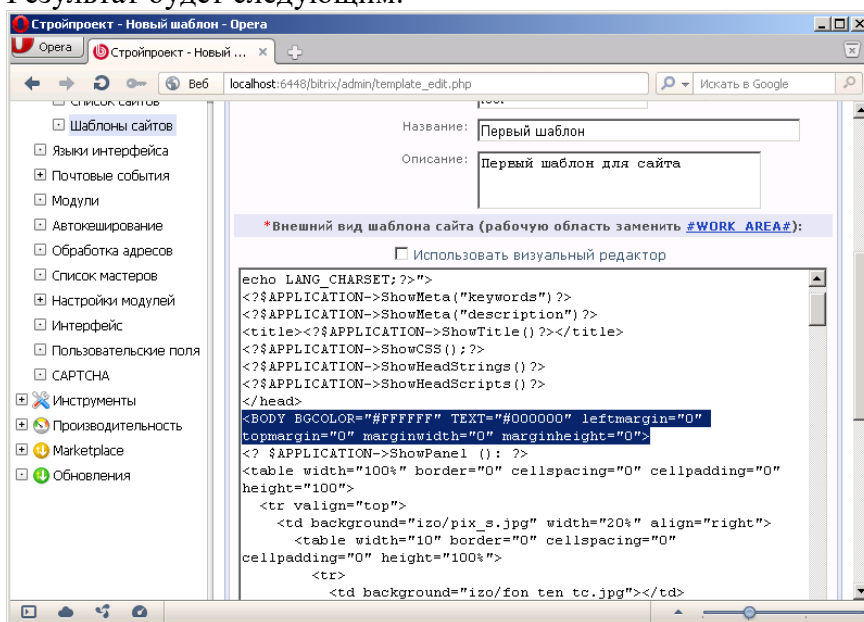 Результат будет следующим:
Стройпроект - Новый шаблон - Opera
Opera
Стройпроект - Новый ...
Веб
localhost:6448/bitrix/admin/template_edit.php
Искать в Google
Список сайтов
Шаблоны сайтов
Языки интерфейса
Почтовые события
Модули
Автокеширование
Обработка адресов
Список мастеров
Настройки модулей
Интерфейс
Пользовательские поля
CAPTCHA
Инструменты
Производительность
Marketplace
Обновления
Название: Первый шаблон
Описание: Первый шаблон для сайта
*Внешний вид шаблона сайта (рабочую область заменить #WORK_AREA#):
Использовать визуальный редактор
echo LANG_CHARSET;?>">
<?$APPLICATION->ShowMeta("keywords")?>
<?$APPLICATION->ShowMeta("description")?>
<title><?$APPLICATION->ShowTitle()?></title>
<?$APPLICATION->ShowCSS();?>
<?$APPLICATION->ShowHeadStrings()?>
<?$APPLICATION->ShowHeadScripts()?>
</head>
<BODY BGCOLOR="#FFFFFF" TEXT="#000000" leftmargin="0"
topmargin="0" marginwidth="0" marginheight="0">
<? $APPLICATION->ShowPanel (): ?>
<table width="100%" border="0" cellspacing="0" cellpadding="0"
height="100">
<tr valign="top">
<td background="izo/pix_s.jpg" width="20%" align="right">
<table width="10" border="0" cellspacing="0"
cellpadding="0" height="100%">
<tr>
<td background="izo/fon ten tc.jpg"></td>